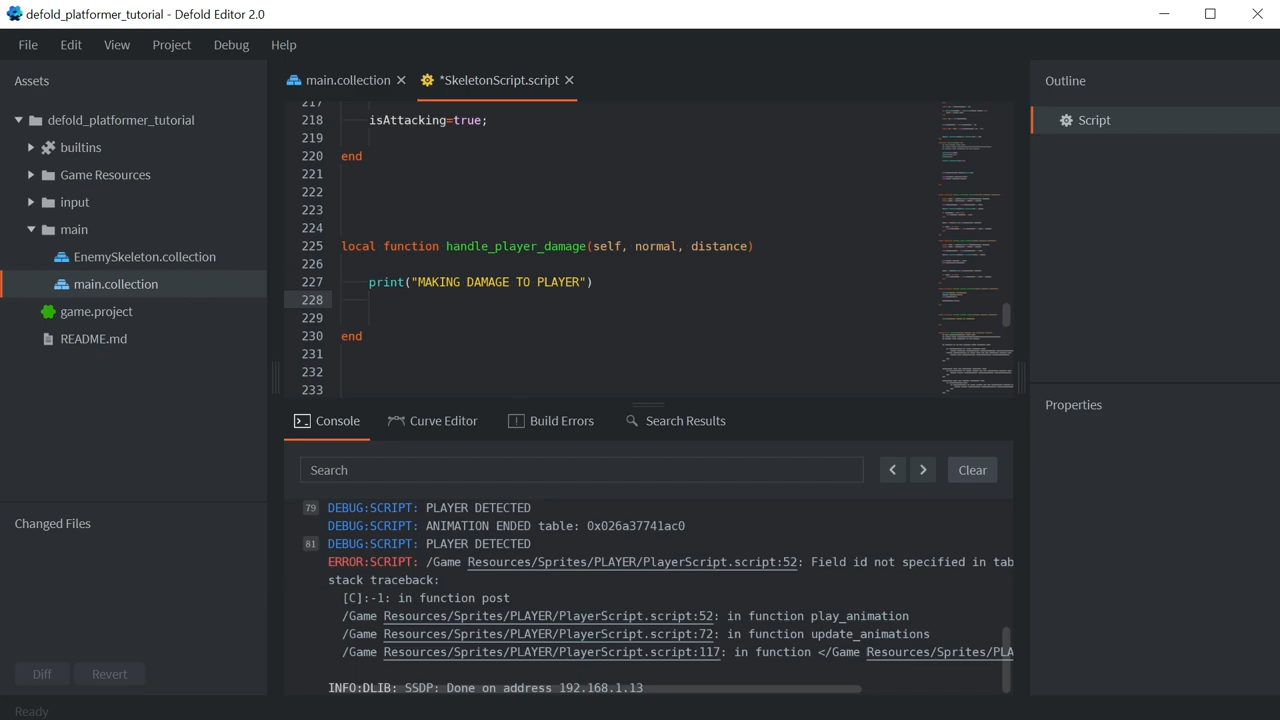 defold_platformer_tutorial - Defold Editor 2.0
File Edit View Project Debug Help
Assets
defold_platformer_tutorial
builtins
Game Resources
input
main
EnemySkeleton.collection
main.collection
game.project
README.md
Changed Files
Diff Revert
Ready
main.collection
*SkeletonScript.script
217
218 isAttacking=true;
219
220 end
221
222
223
224
225 local function handle_player_damage(self, normal, distance)
226
227 print("MAKING DAMAGE TO PLAYER")
228
229
230 end
231
232
233
Console Curve Editor Build Errors Search Results
Search
Clear
79 DEBUG:SCRIPT: PLAYER DETECTED
DEBUG:SCRIPT: ANIMATION ENDED table: 0x026a37741ac0
81 DEBUG:SCRIPT: PLAYER DETECTED
ERROR:SCRIPT: /Game Resources/Sprites/PLAYER/PlayerScript.script:52: Field id not specified in tab
stack traceback:
[C]:-1: in function post
/Game Resources/Sprites/PLAYER/PlayerScript.script:52: in function play_animation
/Game Resources/Sprites/PLAYER/PlayerScript.script:72: in function update_animations
/Game Resources/Sprites/PLAYER/PlayerScript.script:117: in function </Game Resources/Sprites/PLA
INFO:DLIB: SSDP: Done on address 192.168.1.13
Outline
Script
Properties